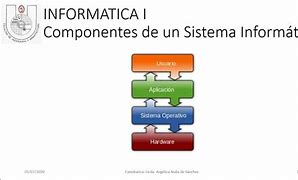 INFORMATICA I
Componentes de un Sistema Informát
Usuario
Aplicación
Sistema Operativo
Hardware